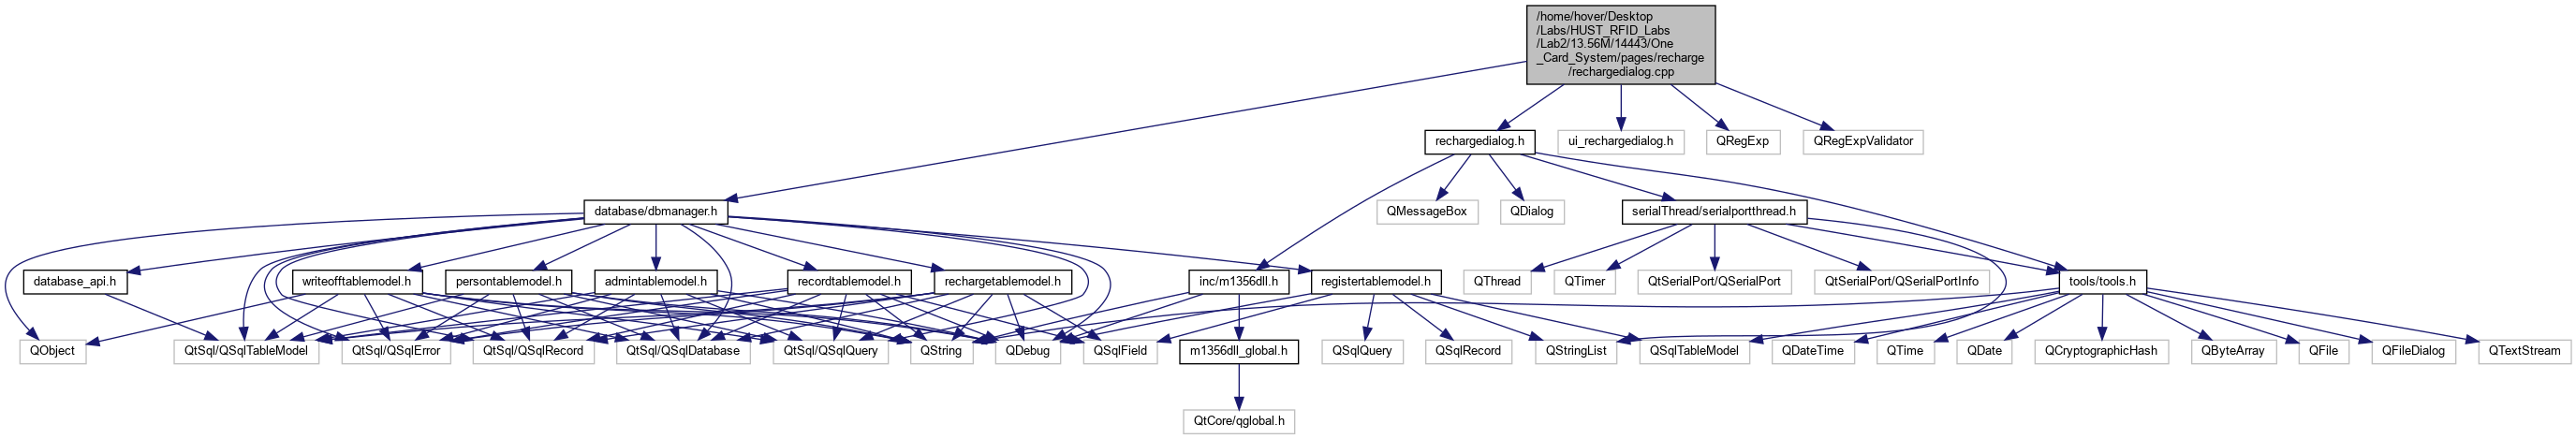 /home/hover/Desktop
/Labs/HUST_RFID_Labs
/Lab2/13.56M/14443/One
_Card_System/pages/recharge
/rechargedialog.cpp
rechargedialog.h
ui_rechargedialog.h
QRegExp
QRegExpValidator
database/dbmanager.h
QMessageBox
QDialog
serialThread/serialportthread.h
database_api.h
writeofftablemodel.h
persontablemodel.h
admintablemodel.h
recordtablemodel.h
rechargetablemodel.h
inc/m1356dll.h
registertablemodel.h
QThread
QTimer
QtSerialPort/QSerialPort
QtSerialPort/QSerialPortInfo
tools/tools.h
QObject
QtSql/QSqlTableModel
QtSql/QSqlError
QtSql/QSqlRecord
QtSql/QSqlDatabase
QtSql/QSqlQuery
QString
QDebug
QSqlField
m1356dll_global.h
QSqlQuery
QSqlRecord
QStringList
QSqlTableModel
QDateTime
QTime
QDate
QCryptographicHash
QByteArray
QFile
QFileDialog
QTextStream
QtCore/qglobal.h